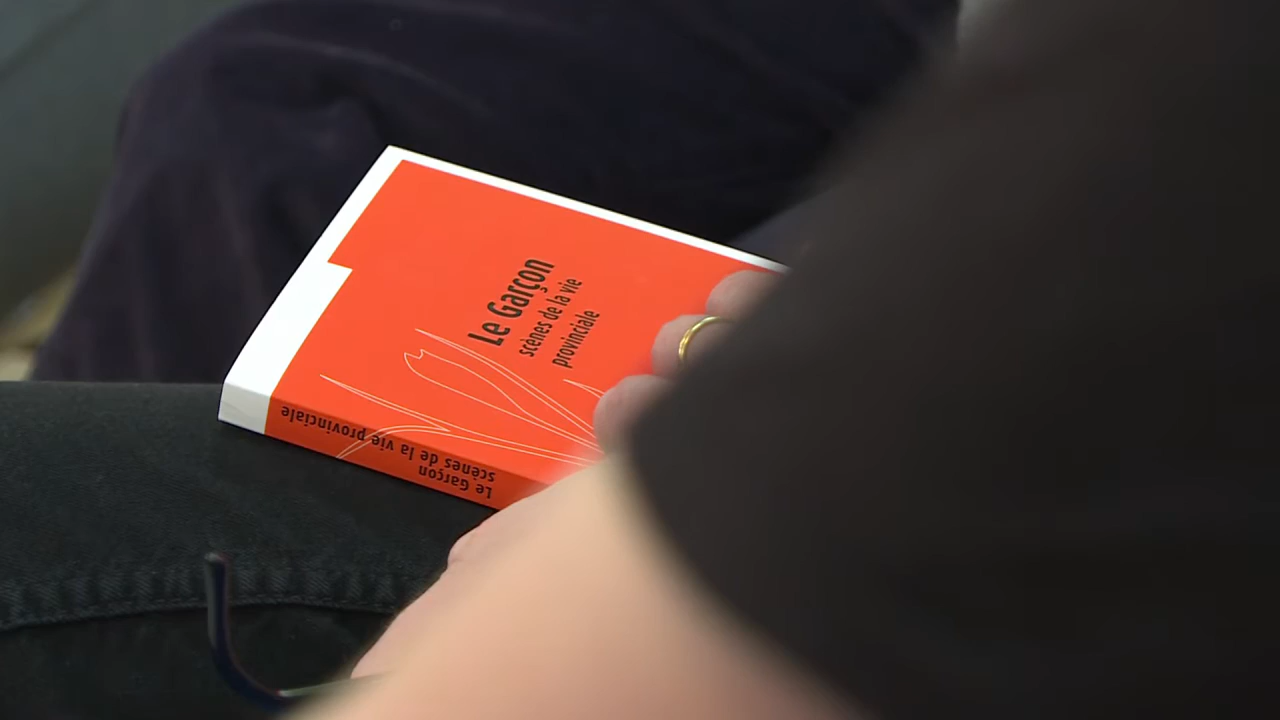 Le Garçon
scènes de la vie
provinciale
Le Garçon
scènes de la vie provinciale